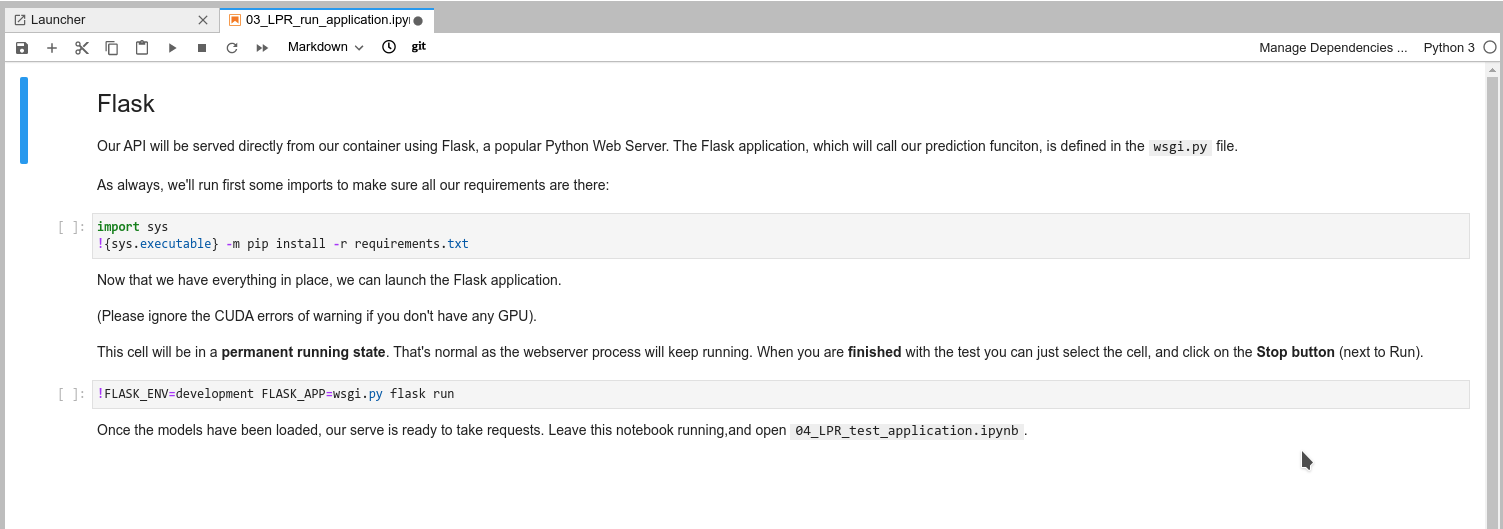 Launcher
03_LPR_run_application.ipyı
Markdown
git
Manage Dependencies ...
Python 3
Flask
Our API will be served directly from our container using Flask, a popular Python Web Server. The Flask application, which will call our prediction funciton, is defined in the wsgi.py file.
As always, we'll run first some imports to make sure all our requirements are there:
[ ]: import sys
!{sys.executable} -m pip install -r requirements.txt
Now that we have everything in place, we can launch the Flask application.
(Please ignore the CUDA errors of warning if you don't have any GPU).
This cell will be in a permanent running state. That's normal as the webserver process will keep running. When you are finished with the test you can just select the cell, and click on the Stop button (next to Run).
[ ]: !FLASK_ENV=development FLASK_APP=wsgi.py flask run
Once the models have been loaded, our serve is ready to take requests. Leave this notebook running,and open 04_LPR_test_application.ipynb .